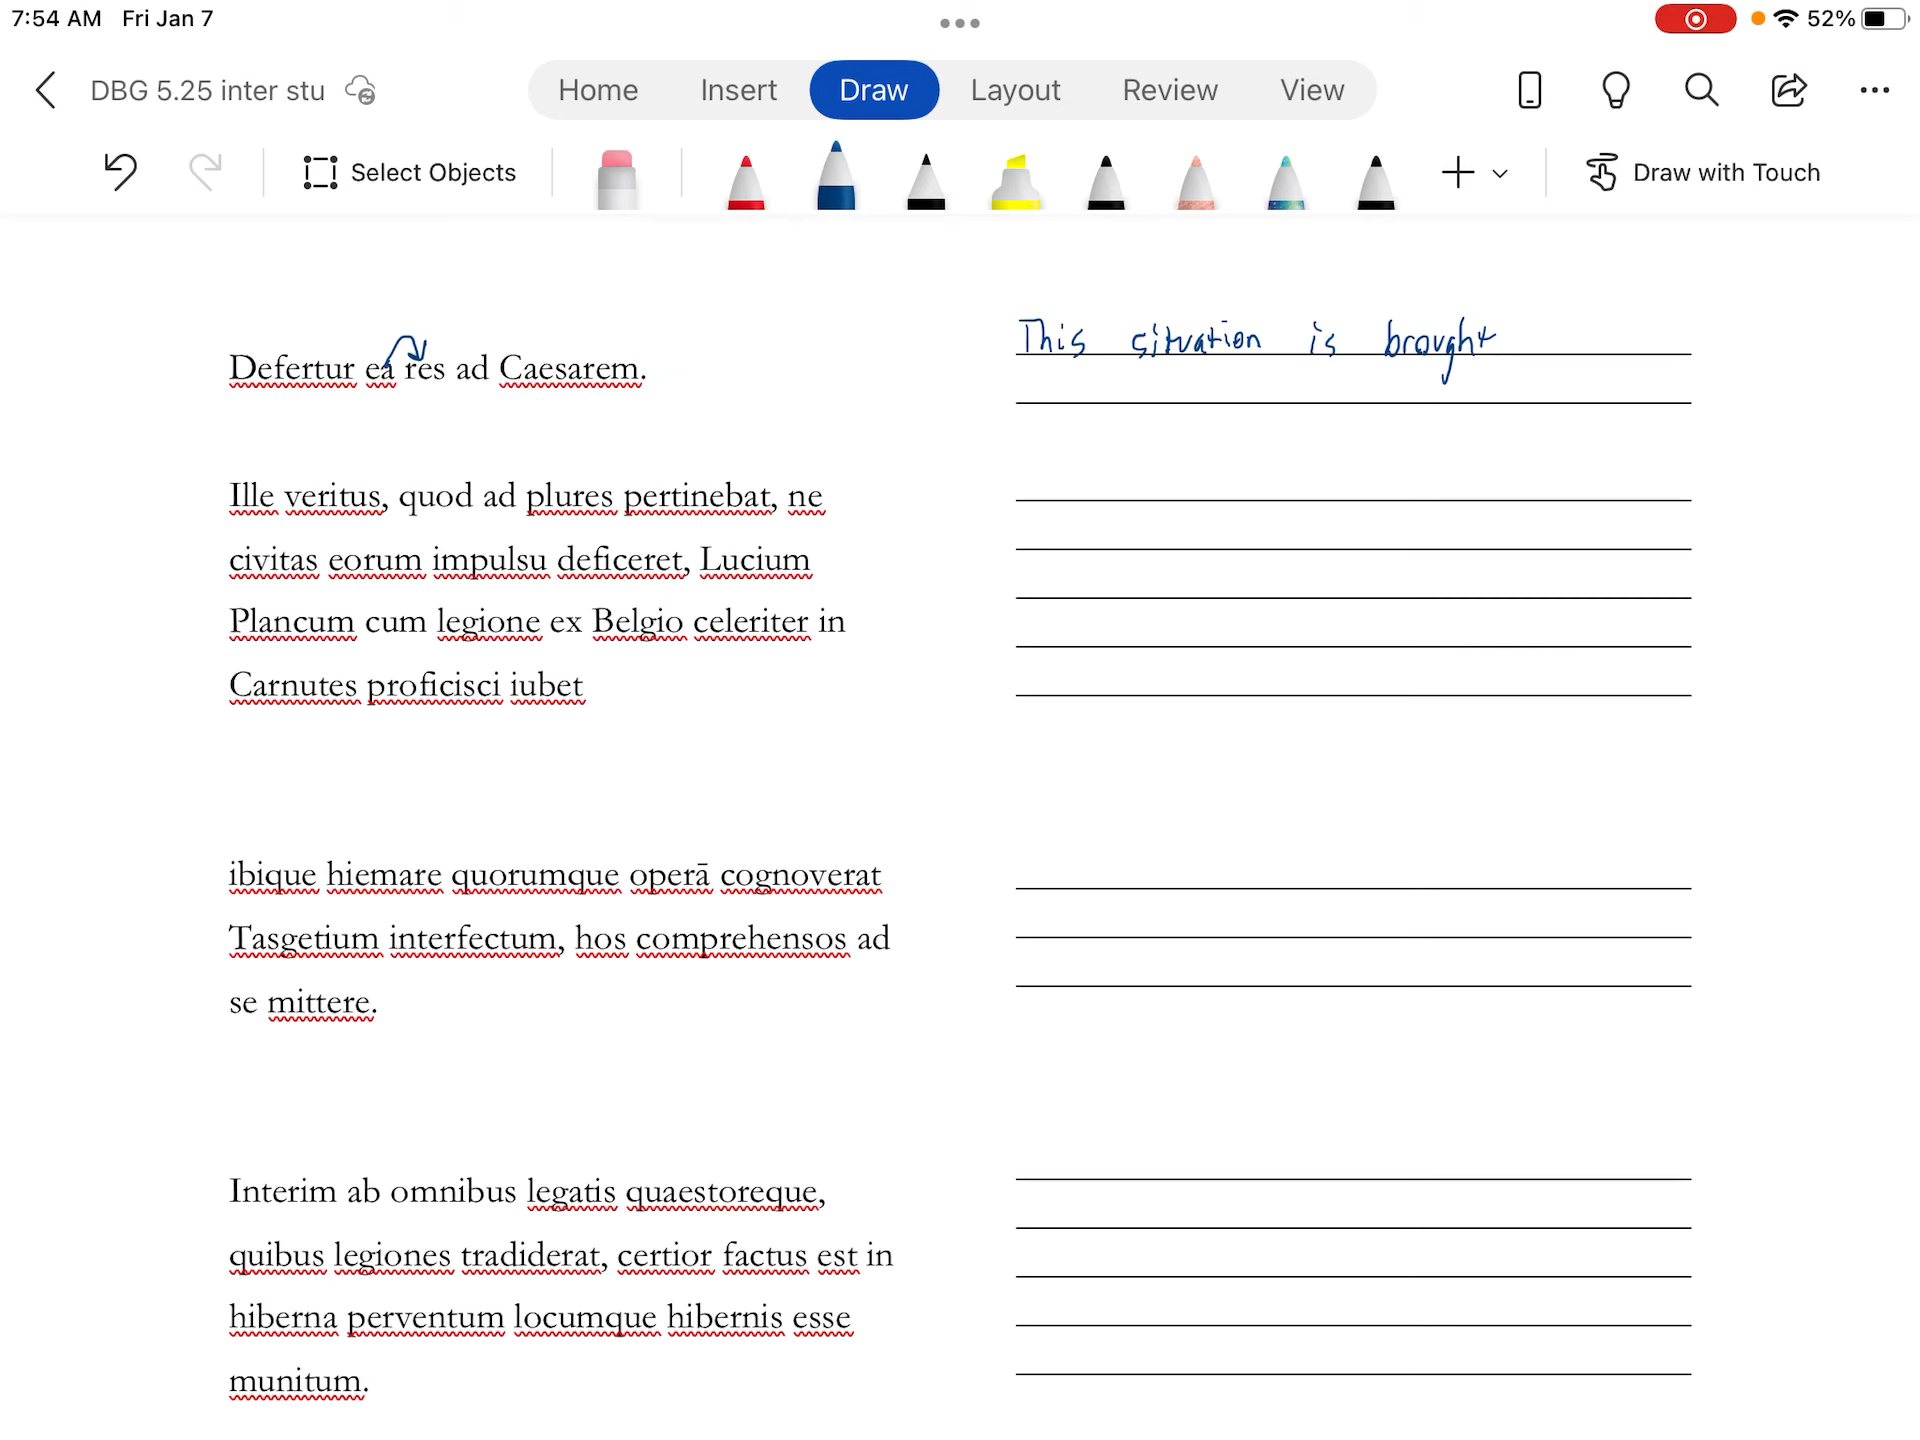 7:54 AM Fri Jan 7
52%
DBG 5.25 inter stu
Home Insert Draw Layout Review View
Select Objects
Draw with Touch
This situation is brought
Defertur ea res ad Caesarem.
Ille veritus, quod ad plures pertinebat, ne
civitas eorum impulsu deficeret, Lucium
Plancum cum legione ex Belgio celeriter in
Carnutes proficisci iubet
ibique hiemare quorumque operā cognoverat
Tasgetium interfectum, hos comprehensos ad
se mittere.
Interim ab omnibus legatis quaestoreque,
quibus legiones tradiderat, certior factus est in
hiberna perventum locumque hibernis esse
munitum.